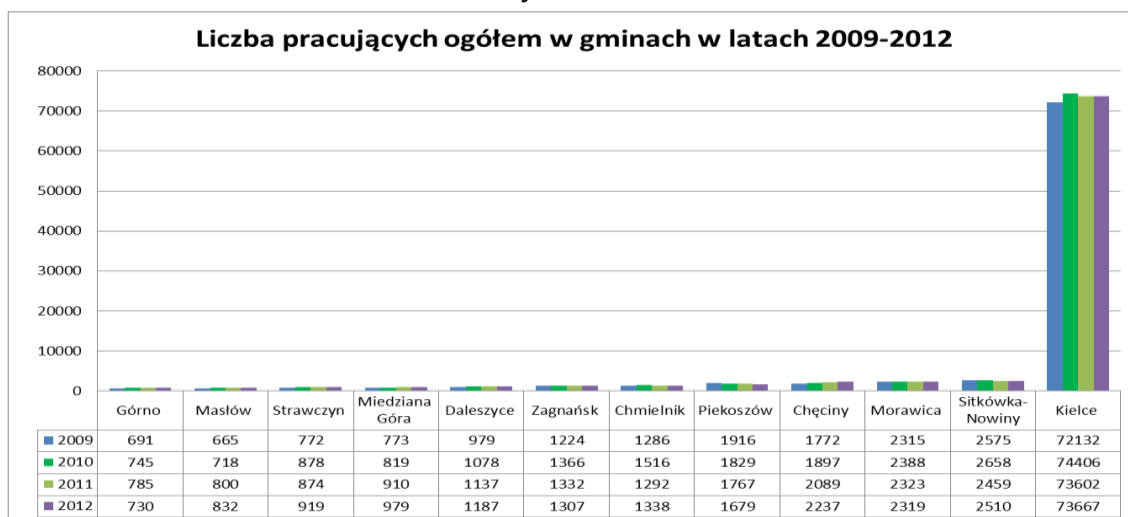 Liczba pracujących ogółem w gminach w latach 2009-2012
80000
70000
60000
50000
40000
30000
20000
10000
0
Górno Masłów Strawczyn Miedziana Góra Daleszyce Zagnańsk Chmielnik Piekoszów Chęciny Morawica Sitkówka-Nowiny Kielce
2009 691 665 772 773 979 1224 1286 1916 1772 2315 2575 72132
2010 745 718 878 819 1078 1366 1516 1829 1897 2388 2658 74406
2011 785 800 874 910 1137 1332 1292 1767 2089 2323 2459 73602
2012 730 832 919 979 1187 1307 1338 1679 2237 2319 2510 73667